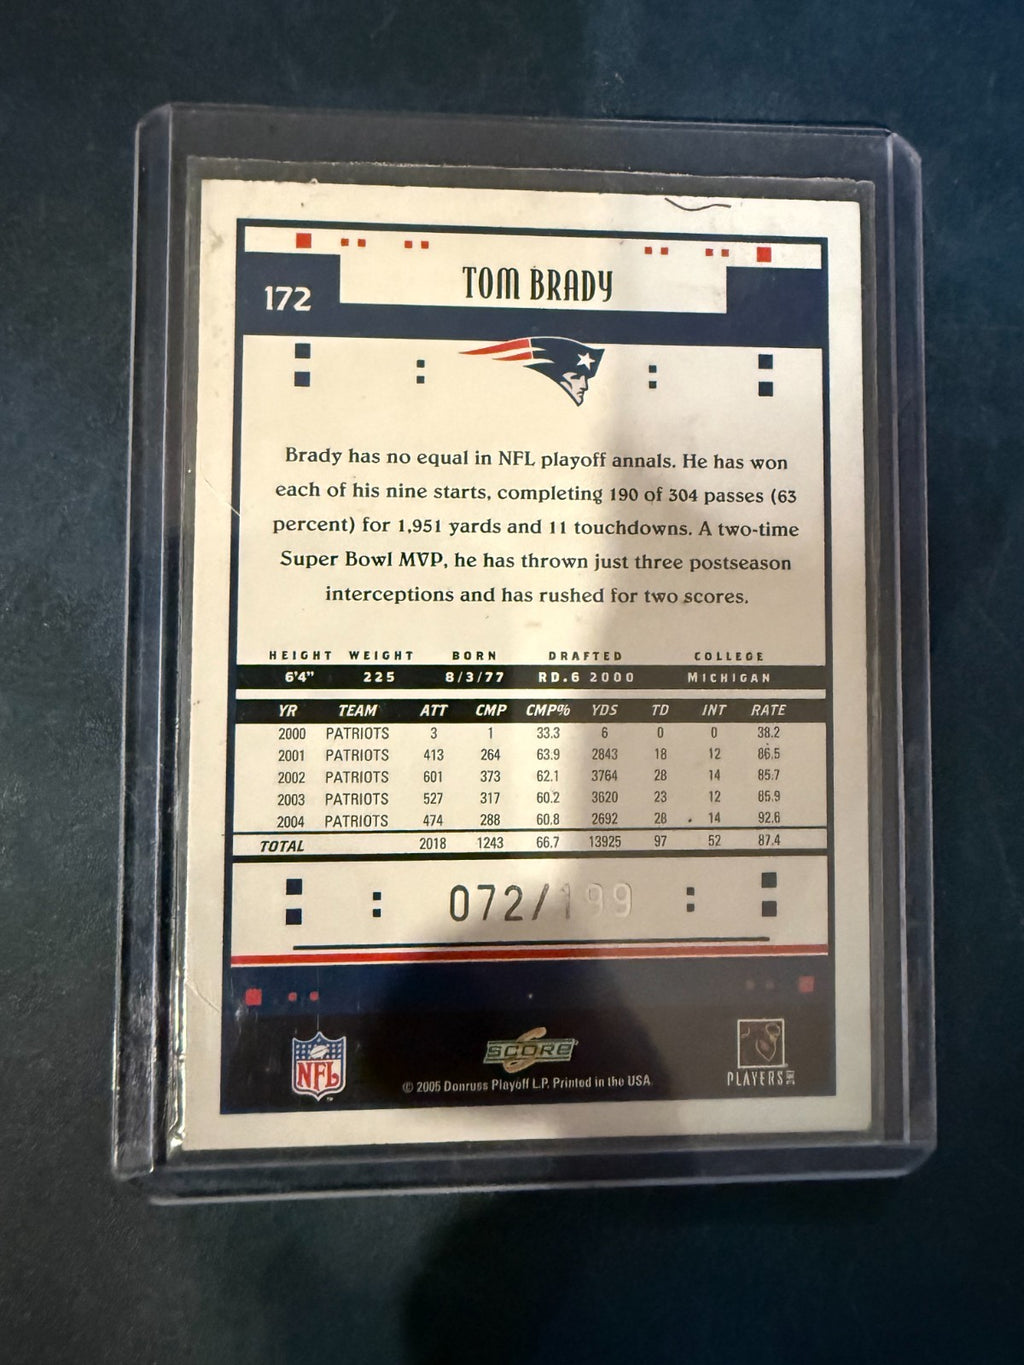 172
TOM BRADY
Brady has no equal in NFL playoff annals. He has won
each of his nine starts, completing 190 of 304 passes (63
percent) for 1,951 yards and 11 touchdowns. A two-time
Super Bowl MVP, he has thrown just three postseason
interceptions and has rushed for two scores.
HEIGHT WEIGHT BORN DRAFTED COLLEGE
6'4" 225 8/3/77 RD.6 2000 MICHIGAN
YR TEAM ATT CMP CMP% YDS TD INT RATE
2000 PATRIOTS 3 1 33.3 6 0 0 38.2
2001 PATRIOTS 413 264 63.9 2843 18 12 86.5
2002 PATRIOTS 601 373 62.1 3764 28 14 85.7
2003 PATRIOTS 527 317 60.2 3620 23 12 85.9
2004 PATRIOTS 474 288 60.8 2692 28 14 92.6
TOTAL 2018 1243 66.7 13925 97 52 87.4
072/199
NFL
SCORE
PLAYERS
© 2005 Donruss Playoff L.P. Printed in the USA